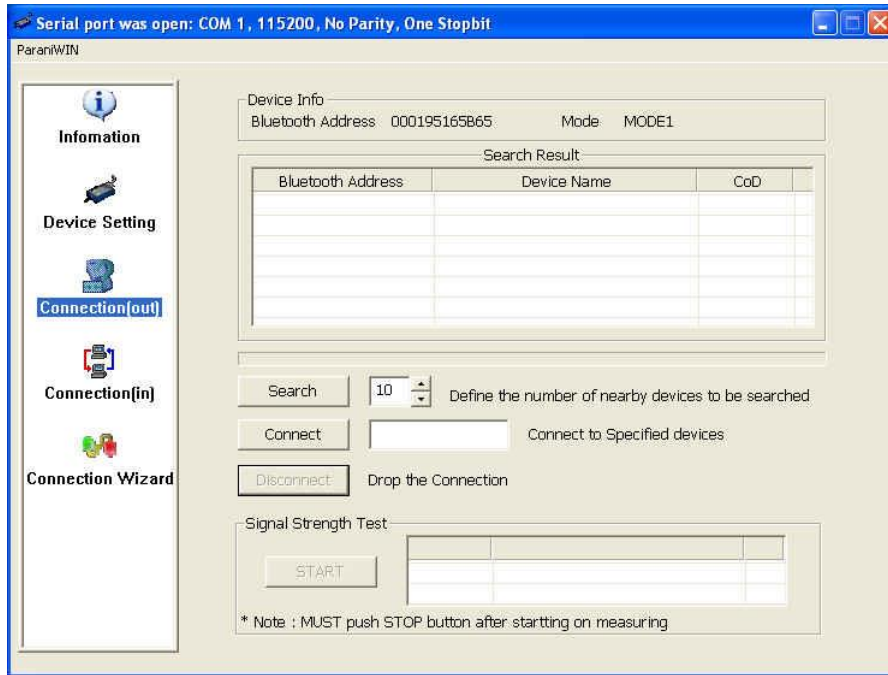 Serial port was open: COM 1, 115200, No Parity, One Stopbit
ParaniWIN
Infomation
Device Setting
Connection(out)
Connection(in)
Connection Wizard
Device Info
Bluetooth Address 000195165B65 Mode MODE1
Search Result
Bluetooth Address Device Name CoD
Search 10 Define the number of nearby devices to be searched
Connect Connect to Specified devices
Disconnect Drop the Connection
Signal Strength Test
START
* Note : MUST push STOP button after startting on measuring